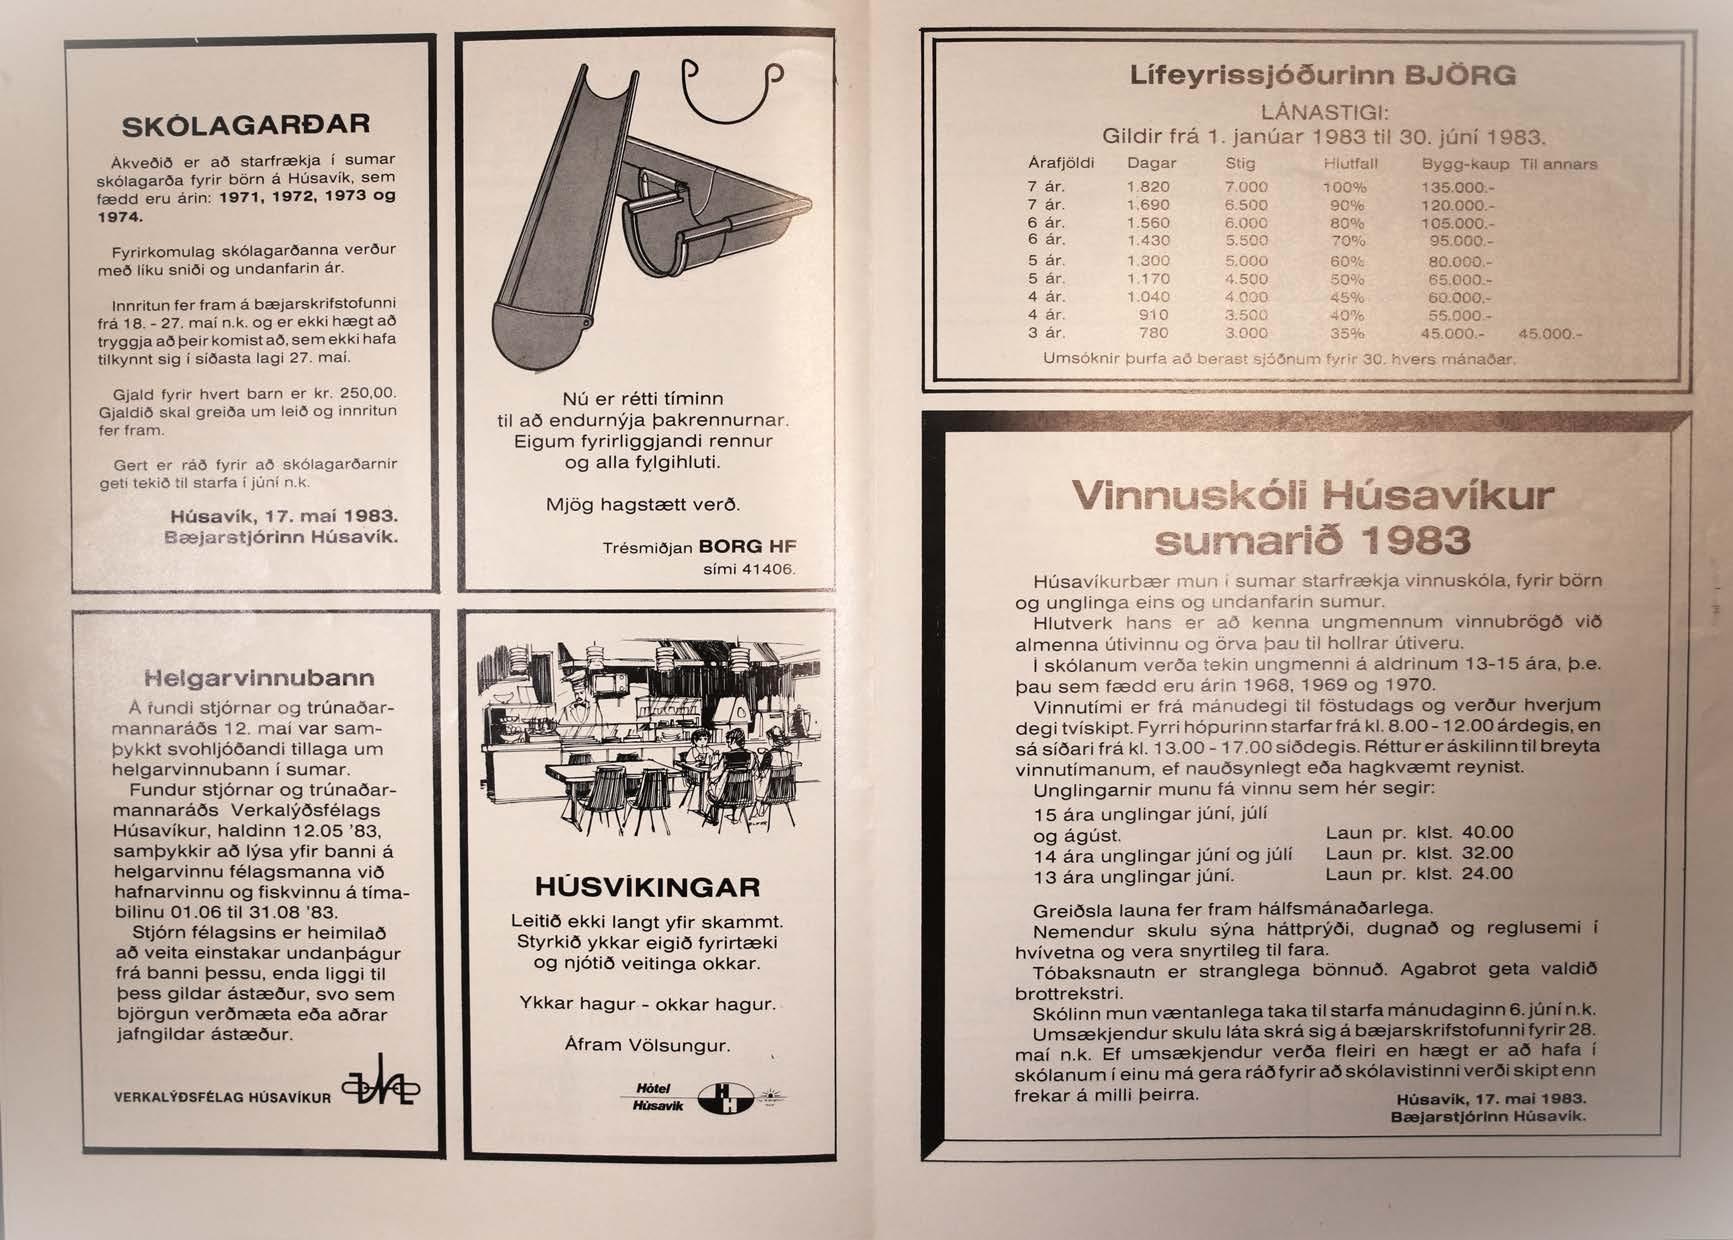 SKÓLAGARÐAR
Ákveðið er að starfrækja í sumar
skólagarða fyrir börn á Húsavík, sem
fædd eru árin: 1971, 1972, 1973 og
1974.
Fyrirkomulag skólagarðanna verður
með líku sniði og undanfarin ár.
Innritun fer fram á bæjarskrifstofunni
frá 18. - 27. maí n.k. og er ekki hægt að
tryggja að þeir komist að, sem ekki hafa
tilkynnt sig í síðasta lagi 27. maí.
Gjald fyrir hvert barn er kr. 250,00.
Gjaldið skal greiða um leið og innritun
fer fram.
Gert er ráð fyrir að skólagarðarnir
geti tekið til starfa í júní n.k.
Húsavík, 17. maí 1983.
Bæjarstjórinn Húsavík.
Helgarvinnubann
Á fundi stjórnar og trúnaðar-
mannaráðs 12. maí var sam-
þykkt svohljóðandi tillaga um
helgarvinnubann í sumar.
Fundur stjórnar og trúnaðar-
mannaráðs Verkalýðsfélags
Húsavíkur, haldinn 12.05 '83,
samþykkir að lýsa yfir banni á
helgarvinnu félagsmanna við
hafnarvinnu og fiskvinnu á tíma-
bilinu 01.06 til 31.08 '83.
Stjórn félagsins er heimilað
að veita einstakar undanþágur
frá banni þessu, enda liggi til
þess gildar ástæður, svo sem
björgun verðmæta eða aðrar
jafngildar ástæður.
VERKALÝÐSFÉLAG HÚSAVÍKUR
Nú er rétti tíminn
til að endurnýja þakrennurnar.
Eigum fyrirliggjandi rennur
og alla fylgihluti.
Mjög hagstætt verð.
Trésmiðjan BORG HF
sími 41406.
HÚSVÍKINGAR
Leitið ekki langt yfir skammt.
Styrkið ykkar eigið fyrirtæki
og njótið veitinga okkar.
Ykkar hagur - okkar hagur.
Áfram Völsungur.
Hótel
Húsavík
H
H
Lífeyrissjóðurinn BJÖRG
LÁNASTIGI:
Gildir frá 1. janúar 1983 til 30. júní 1983.
Árafjöldi Dagar Stig Hlutfall Bygg-kaup Til annars
7 ár. 1.820 7.000 100% 135.000.-
7 ár. 1.690 6.500 90% 120.000.-
6 ár. 1.560 6.000 80% 105.000.-
6 ár. 1.430 5.500 70% 95.000.-
5 ár. 1.300 5.000 60% 80.000.-
5 ár. 1.170 4.500 50% 65.000.-
4 ár. 1.040 4.000 45% 60.000.-
4 ár. 910 3.500 40% 55.000.-
3 ár. 780 3.000 35% 45.000.- 45.000.-
Umsóknir þurfa að berast sjóðnum fyrir 30. hvers mánaðar.
Vinnuskóli Húsavíkur
sumarið 1983
Húsavíkurbær mun í sumar starfrækja vinnuskóla, fyrir börn
og unglinga eins og undanfarin sumur.
Hlutverk hans er að kenna ungmennum vinnubrögð við
almenna útivinnu og örva þau til hollrar útiveru.
Í skólanum verða tekin ungmenni á aldrinum 13-15 ára, þ.e.
þau sem fædd eru árin 1968, 1969 og 1970.
Vinnutími er frá mánudegi til föstudags og verður hverjum
degi tvískipt. Fyrri hópurinn starfar frá kl. 8.00 - 12.00 árdegis, en
sá síðari frá kl. 13.00 - 17.00 síðdegis. Réttur er áskilinn til breyta
vinnutímanum, ef nauðsynlegt eða hagkvæmt reynist.
Unglingarnir munu fá vinnu sem hér segir:
15 ára unglingar júní, júlí
og ágúst. Laun pr. klst. 40.00
14 ára unglingar júní og júlí Laun pr. klst. 32.00
13 ára unglingar júní. Laun pr. klst. 24.00
Greiðsla launa fer fram hálfsmánaðarlega.
Nemendur skulu sýna háttprýði, dugnað og reglusemi í
hvívetna og vera snyrtileg til fara.
Tóbaksnautn er stranglega bönnuð. Agabrot geta valdið
brottrekstri.
Skólinn mun væntanlega taka til starfa mánudaginn 6. júní n.k.
Umsækjendur skulu láta skrá sig á bæjarskrifstofunni fyrir 28.
maí n.k. Ef umsækjendur verða fleiri en hægt er að hafa í
skólanum í einu má gera ráð fyrir að skólavistinni verði skipt enn
frekar á milli þeirra.
Húsavík, 17. maí 1983.
Bæjarstjórinn Húsavík.